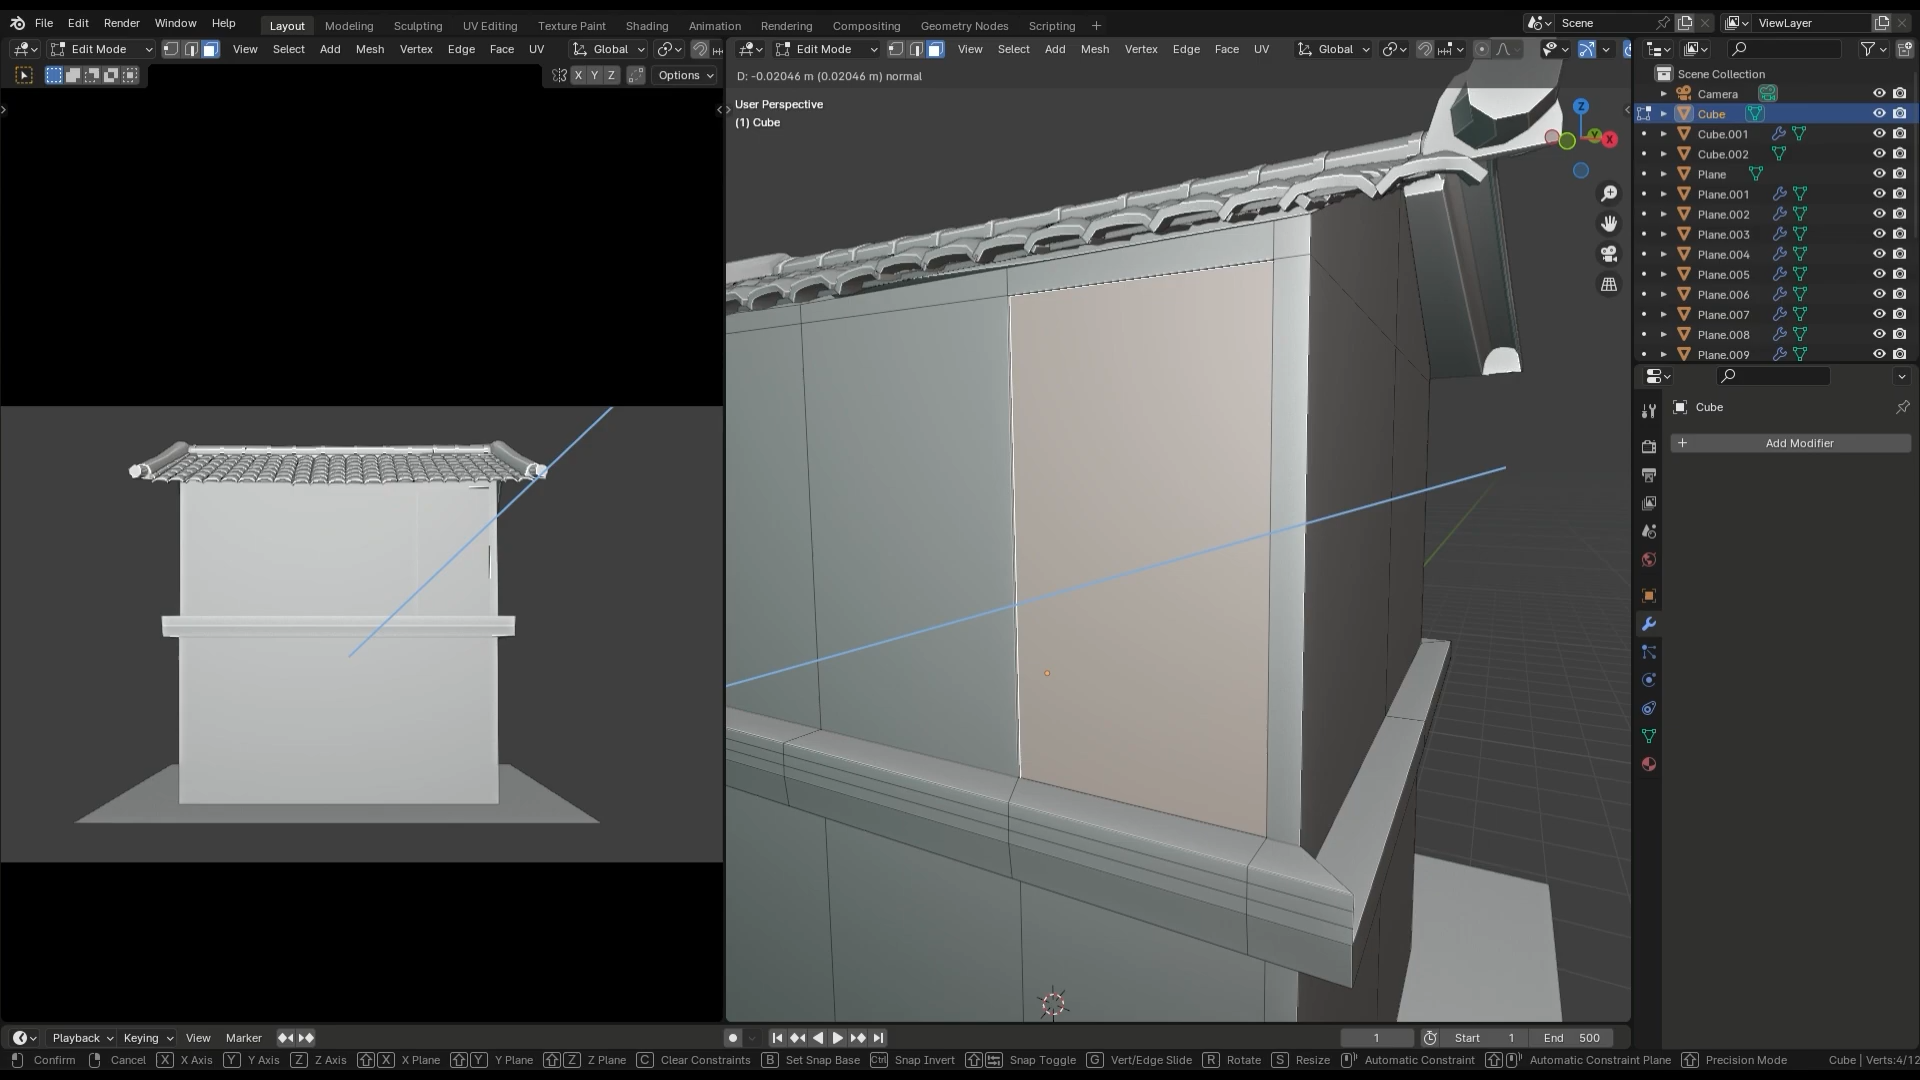 File Edit Render Window Help Layout Modeling Sculpting UV Editing Texture Paint Shading Animation Rendering Compositing Geometry Nodes Scripting + Scene ViewLayer
Edit Mode View Select Add Mesh Vertex Edge Face UV Global
Edit Mode View Select Add Mesh Vertex Edge Face UV Global
X Y Z Options
D: -0.02046 m (0.02046 m) normal
User Perspective
(1) Cube
Z
Y
X
Scene Collection
Camera
Cube
Cube.001
Cube.002
Plane
Plane.001
Plane.002
Plane.003
Plane.004
Plane.005
Plane.006
Plane.007
Plane.008
Plane.009
Cube
+ Add Modifier
Playback Keying View Marker 1 Start 1 End 500
Confirm Cancel X X Axis Y Y Axis Z Z Axis X X Plane Y Y Plane Z Z Plane C Clear Constraints B Set Snap Base Ctrl Snap Invert Snap Toggle G Vert/Edge Slide R Rotate S Resize Automatic Constraint Automatic Constraint Plane Precision Mode Cube | Verts:4/12